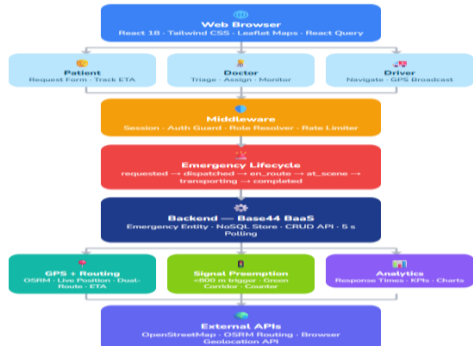 Web Browser
React 18 · Tailwind CSS · Leaflet Maps · React Query
Patient
Request Form · Track ETA
Doctor
Triage · Assign · Monitor
Driver
Navigate · GPS Broadcast
Middleware
Session · Auth Guard · Role Resolver · Rate Limiter
Emergency Lifecycle
requested → dispatched → en_route → at_scene →
transporting → completed
Backend — Base44 BaaS
Emergency Entity · NoSQL Store · CRUD API · 5 s
Polling
GPS + Routing
OSRM · Live Position · Dual-
Route · ETA
Signal Preemption
≈800 m trigger · Green
Corridor · Counter
Analytics
Response Times · KPIs · Charts
External APIs
OpenStreetMap · OSRM Routing · Browser
Geolocation API